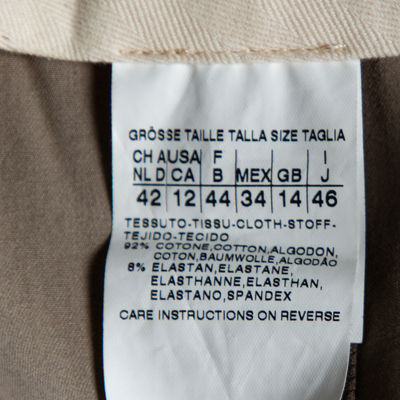 GRÖSSE TAILLE TALLA SIZE TAGLIA
CH A USA F I
NL D CA B MEX GB J
42 12 44 34 14 46
TESSUTO-TISSU-CLOTH-STOFF-
TEJIDO-TECIDO
92% COTONE,COTTON,ALGODON,
COTON,BAUMWOLLE,ALGODÃO
8% ELASTAN,ELASTANE,
ELASTHANNE,ELASTHAN,
ELASTANO,SPANDEX
CARE INSTRUCTIONS ON REVERSE